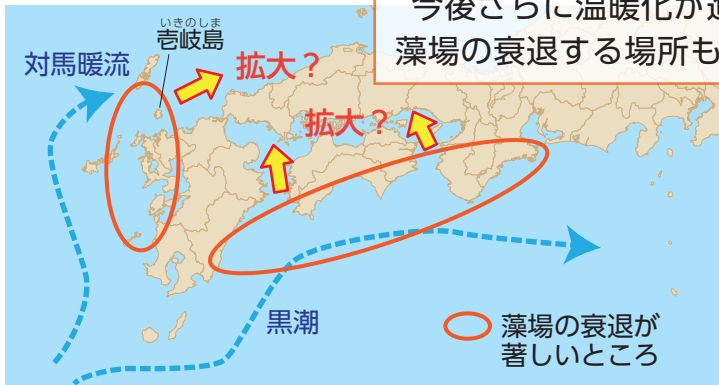 今後さらに温暖化が
藻場の衰退する場所も
いきのしま
壱岐島
対馬暖流
拡大？
拡大？
黒潮
藻場の衰退が
著しいところ